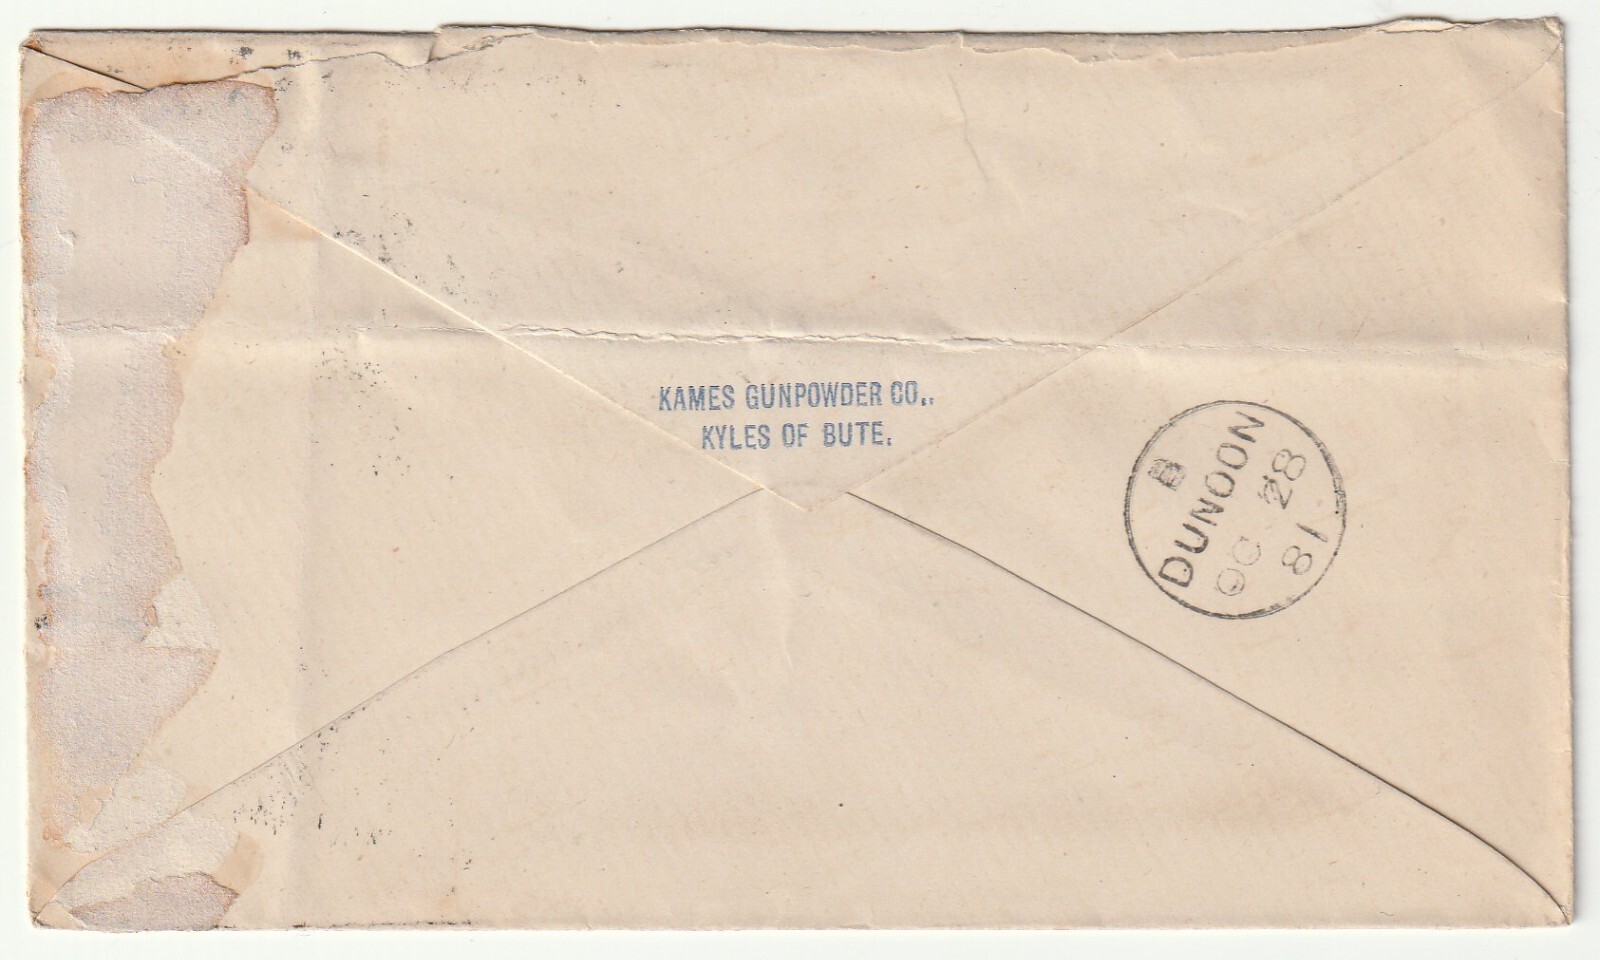 KAMES GUNPOWDER CO.,
KYLES OF BUTE.
B
DUNOON
OC 28
81